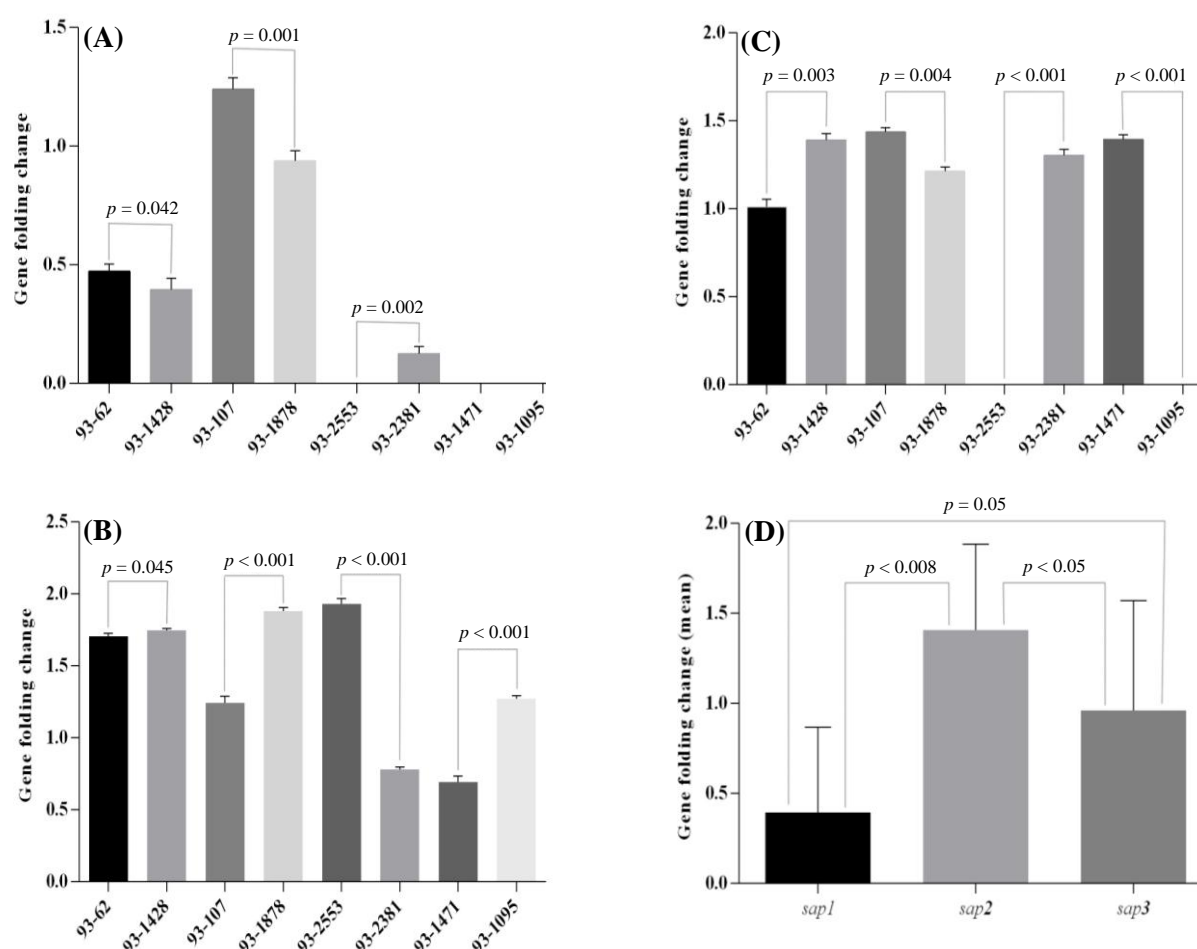 (A)
Gene folding change
1.5
1.0
0.5
0.0
p = 0.042
p = 0.001
p = 0.002
93-62
93-1428
93-107
93-1878
93-2553
93-2381
93-1471
93-1095
(C)
Gene folding change
2.0
1.5
1.0
0.5
0.0
p = 0.003
p = 0.004
p < 0.001
p < 0.001
93-62
93-1428
93-107
93-1878
93-2553
93-2381
93-1471
93-1095
(B)
Gene folding change
2.5
2.0
1.5
1.0
0.5
0.0
p = 0.045
p < 0.001
p < 0.001
p < 0.001
93-62
93-1428
93-107
93-1878
93-2553
93-2381
93-1471
93-1095
(D)
Gene folding change (mean)
2.0
1.5
1.0
0.5
0.0
p = 0.05
p < 0.008
p < 0.05
sap1
sap2
sap3